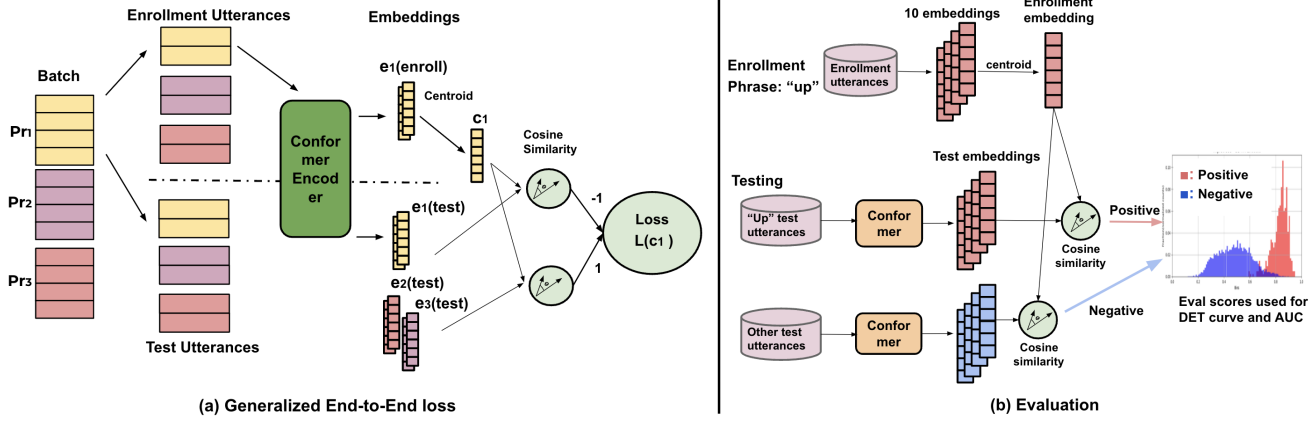 Enrollment Utterances
Embeddings
Batch
Pr1
Pr2
Pr3
Confor
mer
Encod
er
e1(enroll)
Centroid
c1
Cosine
Similarity
e1(test)
e2(test)
e3(test)
-1
1
Loss
L(c1 )
Test Utterances
(a) Generalized End-to-End loss
10 embeddings
Enrollment
embedding
Enrollment
Phrase: “up”
Enrollment
utterances
centroid
Test embeddings
Testing
“Up” test
utterances
Confor
mer
Cosine
similarity
Positive
Other test
utterances
Confor
mer
Cosine
similarity
Negative
: Positive
: Negative
Eval scores used for
DET curve and AUC
(b) Evaluation